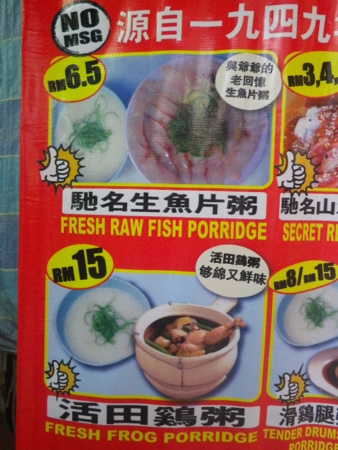 NO
MSG
源自一九四九
RM6.5
與爺爺的
老回憶
生魚片粥
RM3,4,
馳名生魚片粥
FRESH RAW FISH PORRIDGE
馳名山
SECRET RE
RM15
活田鷄粥
够綿又鮮味
RM8/RM15
活田鷄粥
FRESH FROG PORRIDGE
滑鷄腿
TENDER DRUMS
PORRIDGE